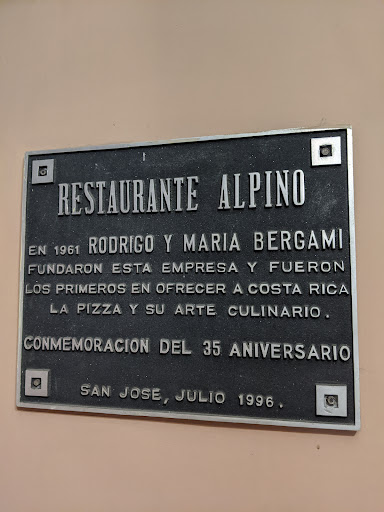 RESTAURANTE ALPINO
EN 1961 RODRIGO Y MARIA BERGAMI
FUNDARON ESTA EMPRESA Y FUERON
LOS PRIMEROS EN OFRECER A COSTA RICA
LA PIZZA Y SU ARTE CULINARIO.
CONMEMORACION DEL 35 ANIVERSARIO
SAN JOSE, JULIO 1996.